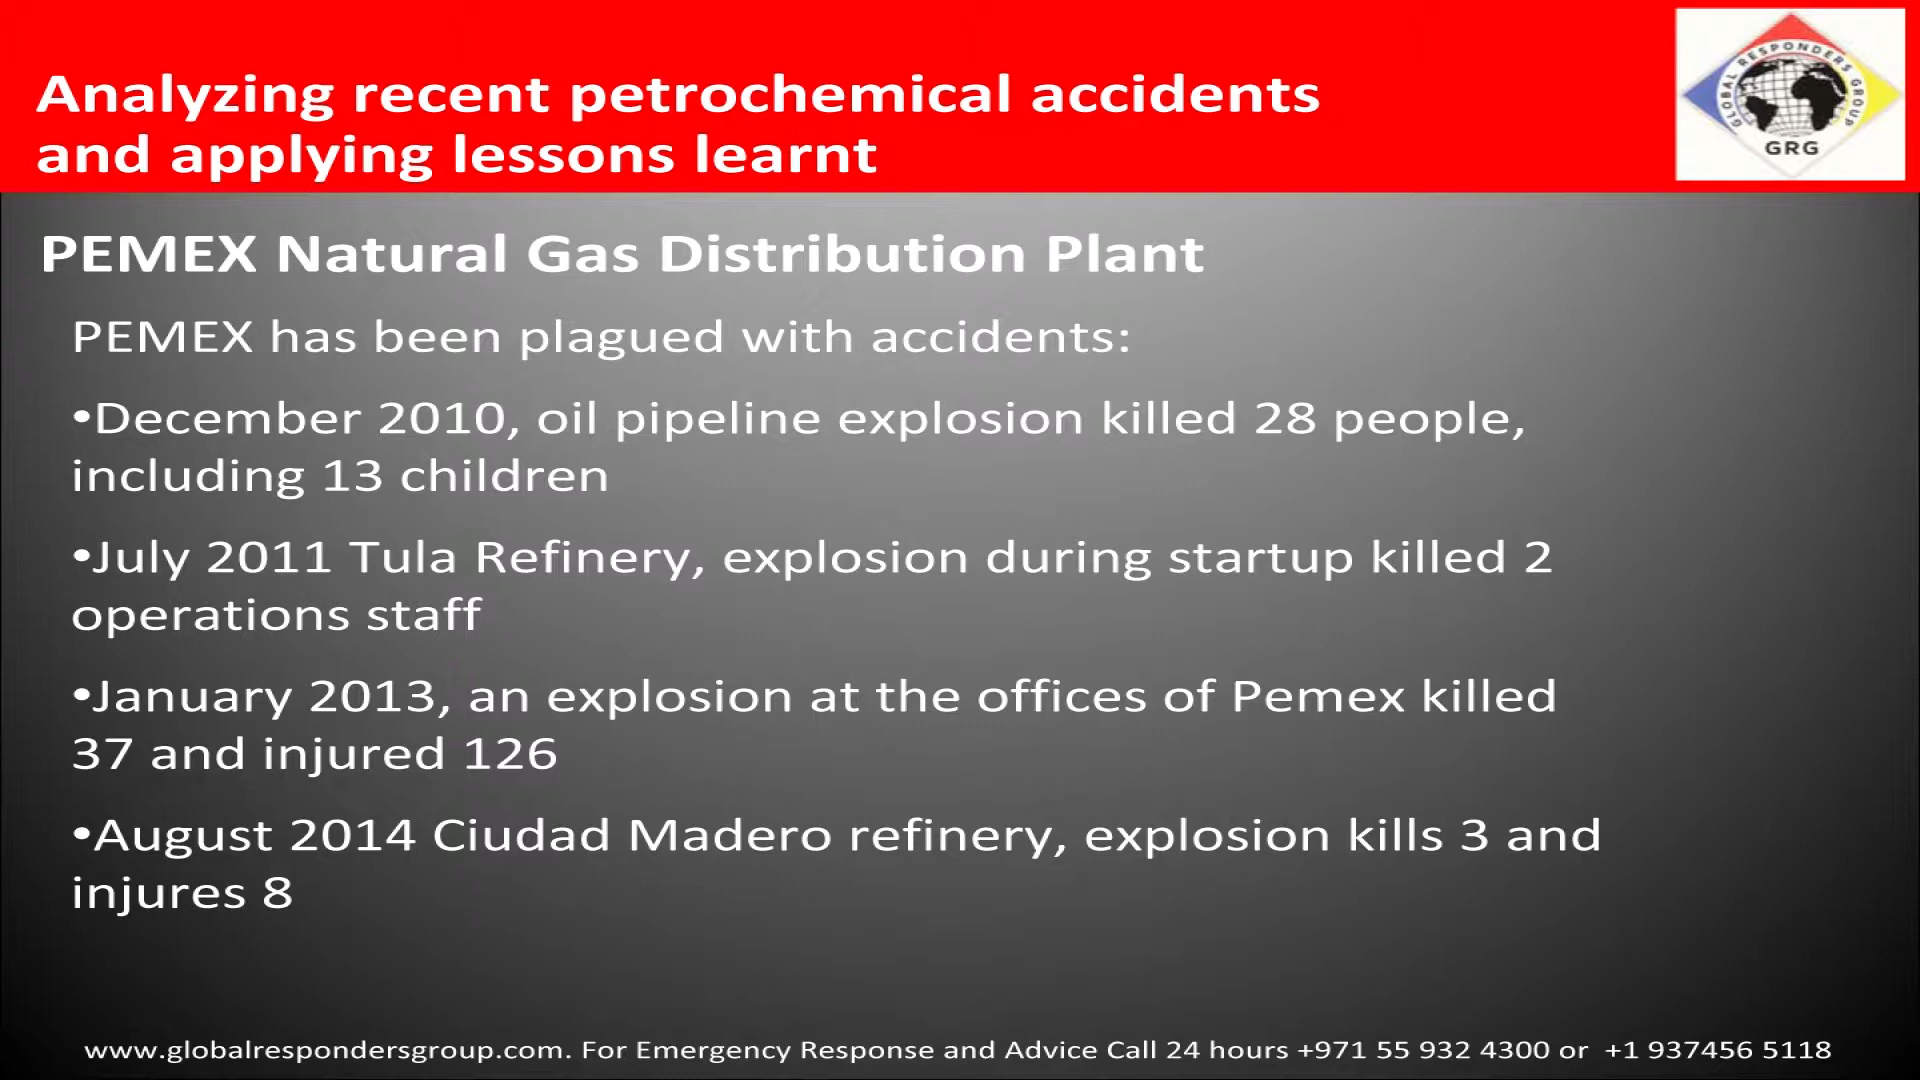 Analyzing recent petrochemical accidents
and applying lessons learnt
GLOBAL RESPONDERS GROUP
GRG
PEMEX Natural Gas Distribution Plant
PEMEX has been plagued with accidents:
•December 2010, oil pipeline explosion killed 28 people,
including 13 children
•July 2011 Tula Refinery, explosion during startup killed 2
operations staff
•January 2013, an explosion at the offices of Pemex killed
37 and injured 126
•August 2014 Ciudad Madero refinery, explosion kills 3 and
injures 8
www.globalrespondersgroup.com. For Emergency Response and Advice Call 24 hours +971 55 932 4300 or +1 937456 5118